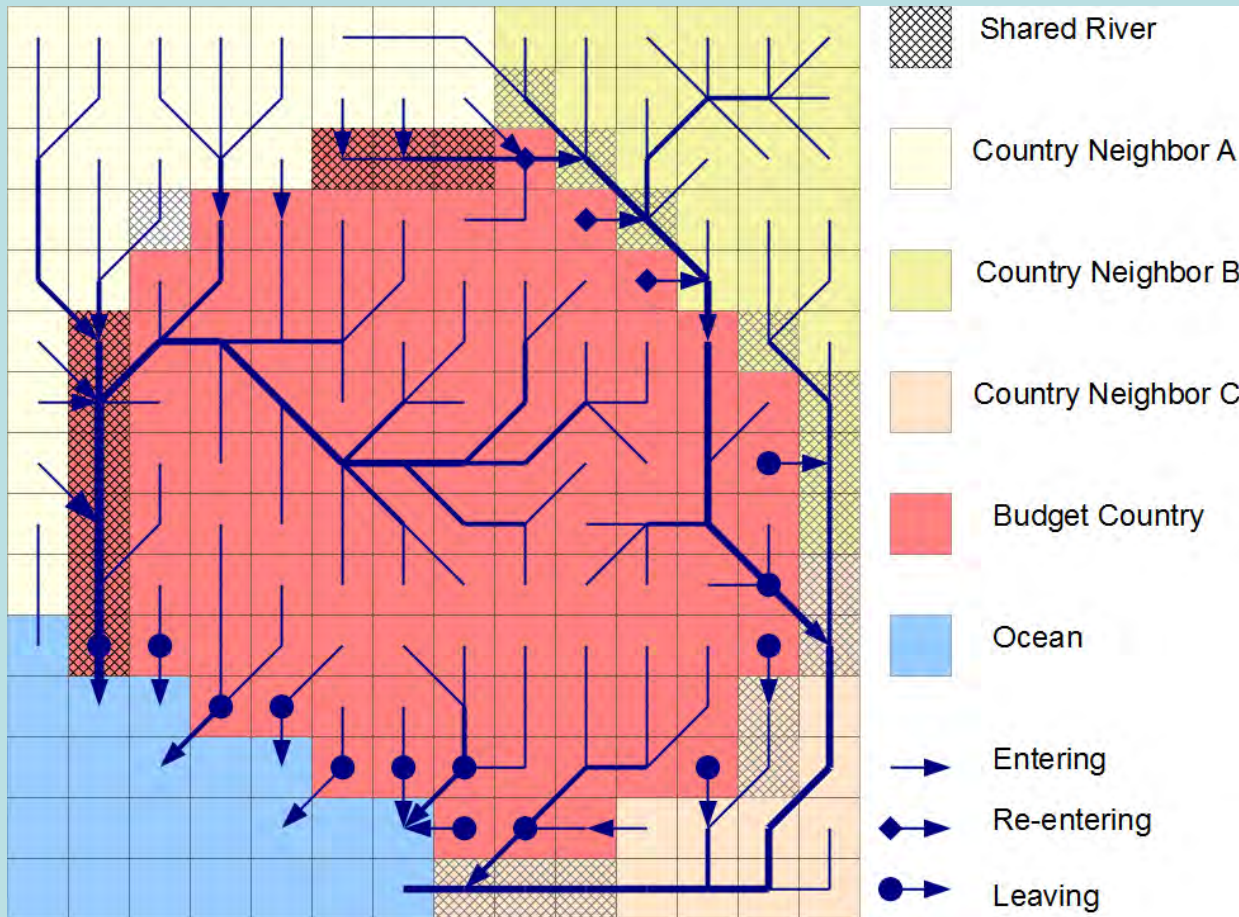 Shared River
Country Neighbor A
Country Neighbor B
Country Neighbor C
Budget Country
Ocean
Entering
Re-entering
Leaving